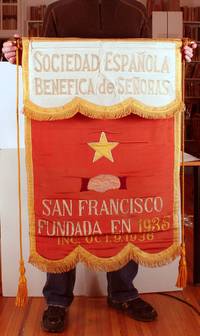 SOCIEDAD ESPAÑOLA
BENEFICA de SEÑORAS
SAN FRANCISCO
FUNDADA EN 1935
INC. OCT. 9, 1936